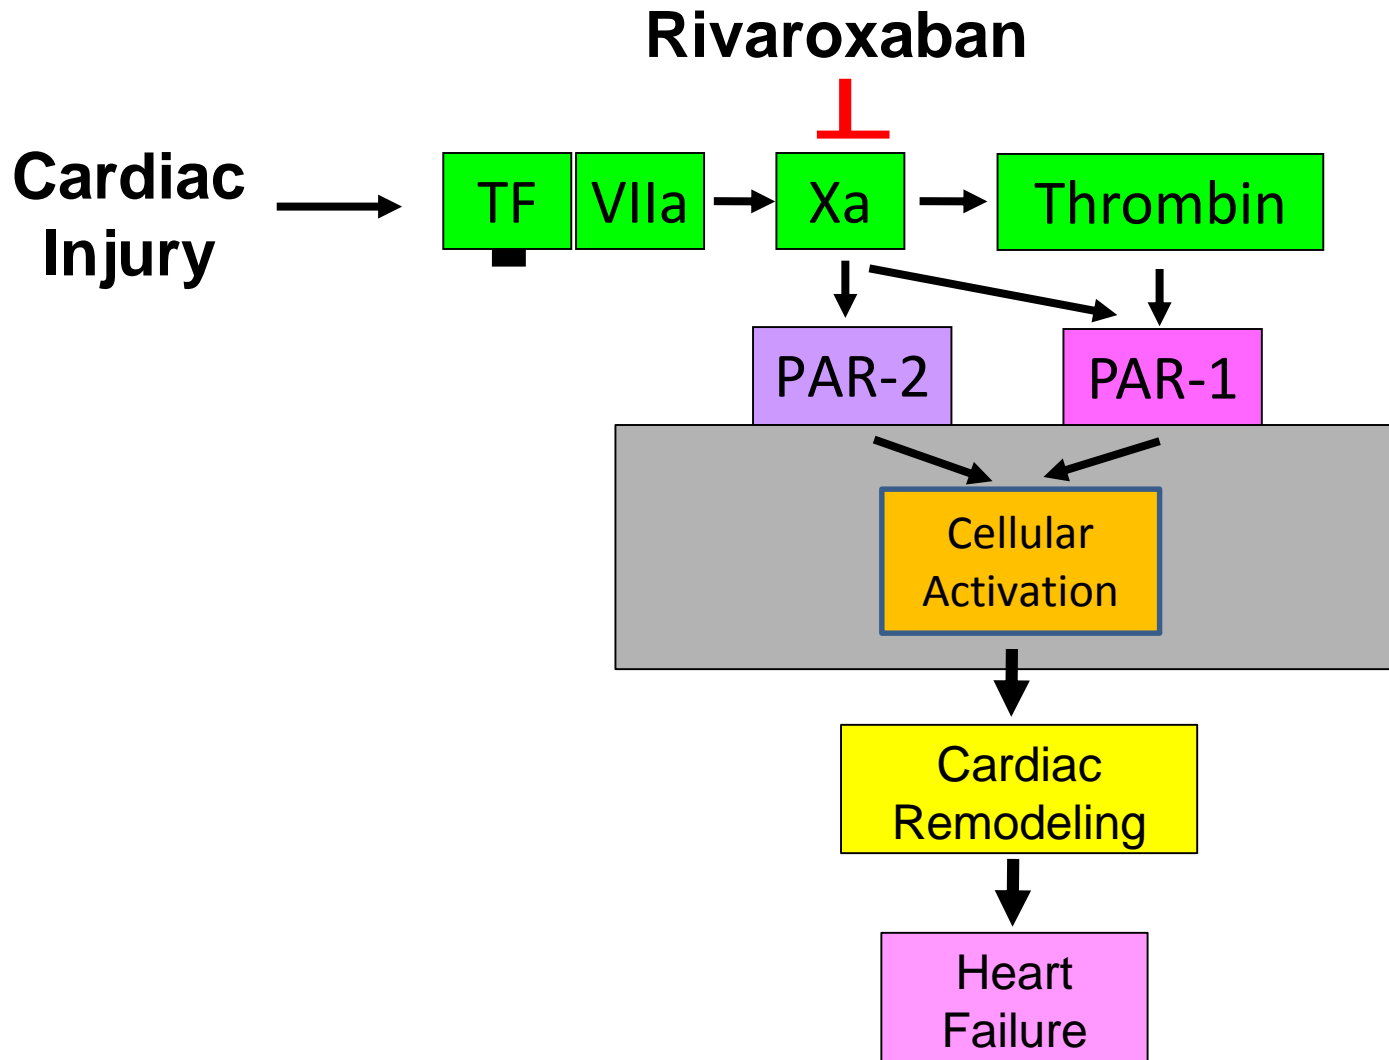 Rivaroxaban
Cardiac
Injury
TF
VIIa
Xa
Thrombin
PAR-2
PAR-1
Cellular
Activation
Cardiac
Remodeling
Heart
Failure